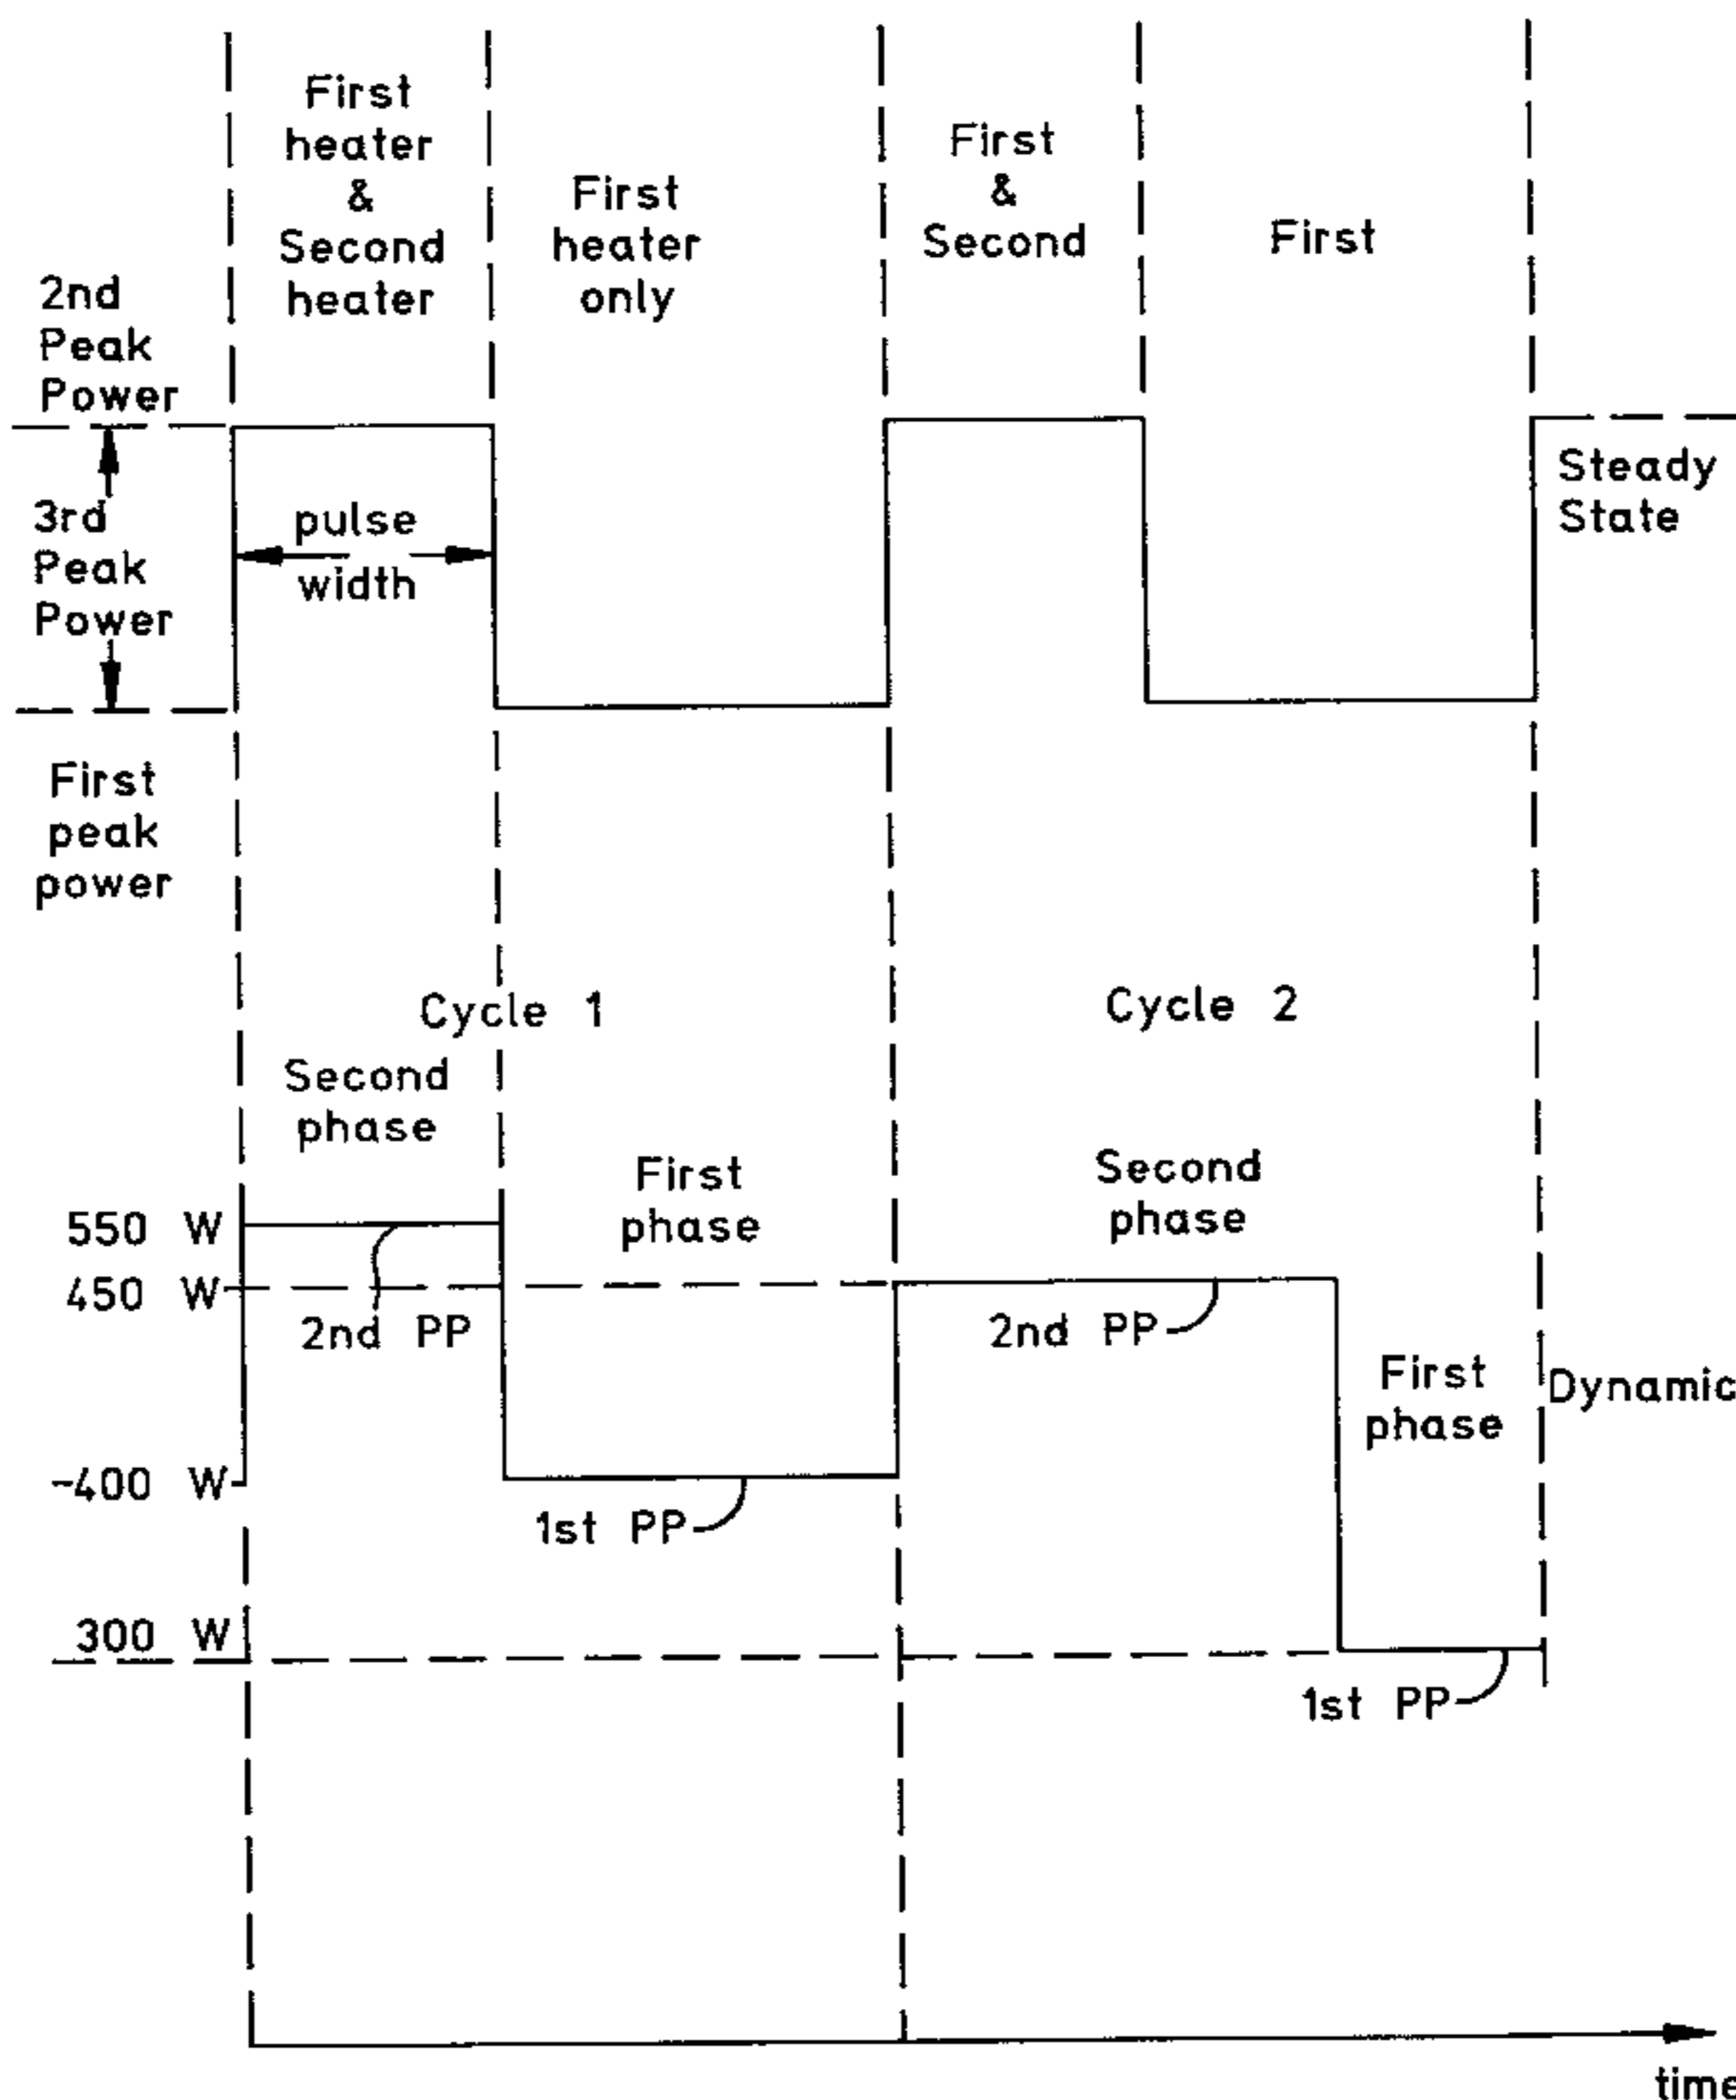 First
heater
&
Second
heater
First
heater
only
First
&
Second
First
2nd
Peak
Power
3rd
Peak
Power
pulse
width
Steady
State
First
peak
power
Cycle 1
Cycle 2
Second
phase
First
phase
Second
phase
550 W
450 W
2nd PP
2nd PP
First
phase
Dynamic
-400 W
1st PP
300 W
1st PP
time